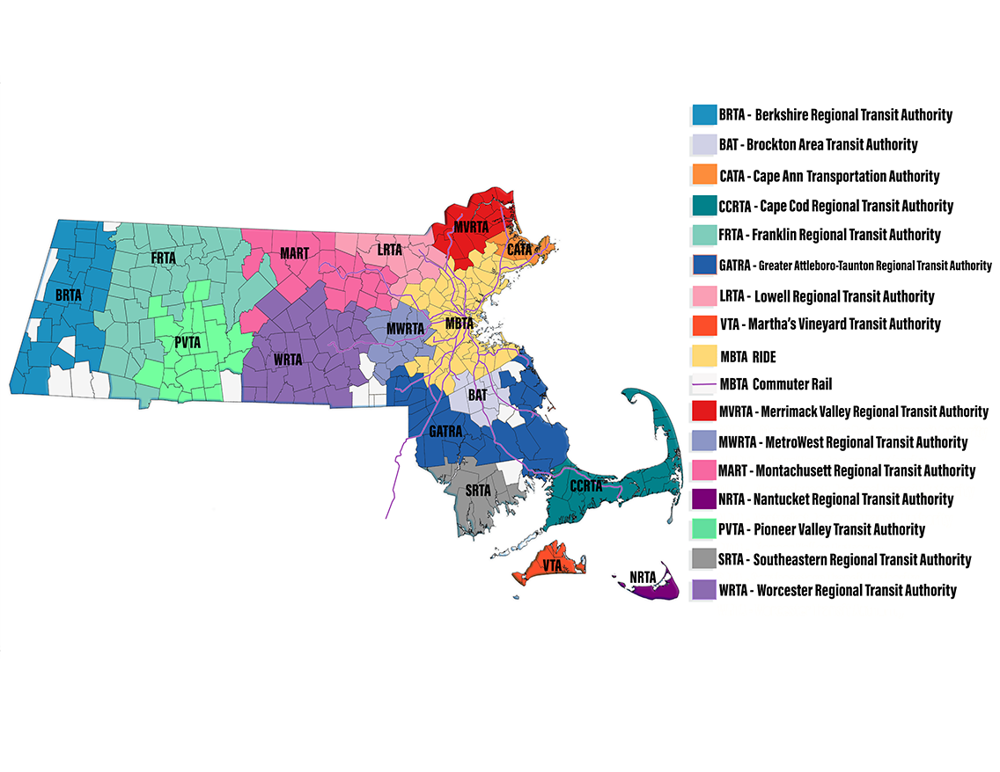 MVRTA
CATA
LRTA
MART
FRTA
BRTA
MBTA
MWRTA
PVTA
WRTA
BAT
GATRA
SRTA
CCRTA
VTA
NRTA
BRTA - Berkshire Regional Transit Authority
BAT - Brockton Area Transit Authority
CATA - Cape Ann Transportation Authority
CCRTA - Cape Cod Regional Transit Authority
FRTA - Franklin Regional Transit Authority
GATRA - Greater Attleboro-Taunton Regional Transit Authority
LRTA - Lowell Regional Transit Authority
VTA - Martha's Vineyard Transit Authority
MBTA RIDE
MBTA Commuter Rail
MVRTA - Merrimack Valley Regional Transit Authority
MWRTA - MetroWest Regional Transit Authority
MART - Montachusett Regional Transit Authority
NRTA - Nantucket Regional Transit Authority
PVTA - Pioneer Valley Transit Authority
SRTA - Southeastern Regional Transit Authority
WRTA - Worcester Regional Transit Authority